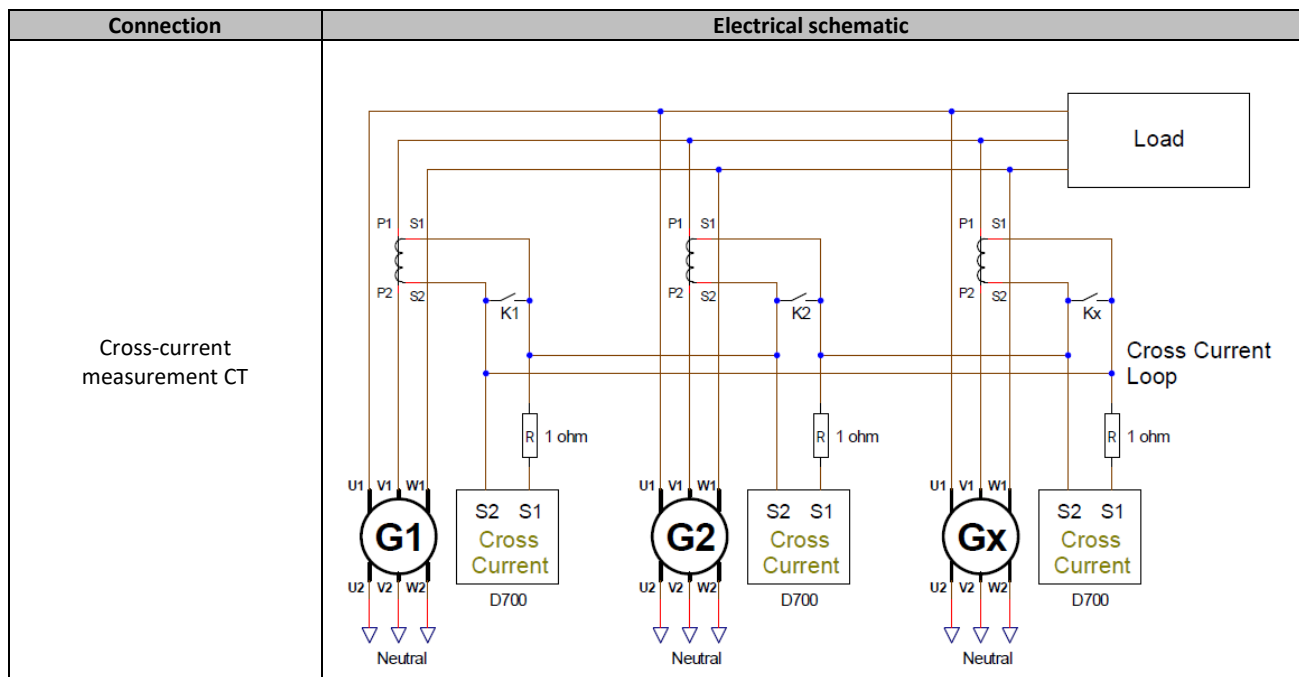 Connection Electrical schematic
Load
P1 S1 P1 S1 P1 S1
P2 S2 P2 S2 P2 S2
K1 K2 Kx
Cross-current
measurement CT
Cross Current
Loop
R 1 ohm R 1 ohm R 1 ohm
U1 V1 W1 U1 V1 W1 U1 V1 W1
S2 S1 S2 S1 S2 S1
G1 Cross G2 Cross Gx Cross
Current Current Current
U2 V2 W2 U2 V2 W2 U2 V2 W2
D700 D700 D700
Neutral Neutral Neutral